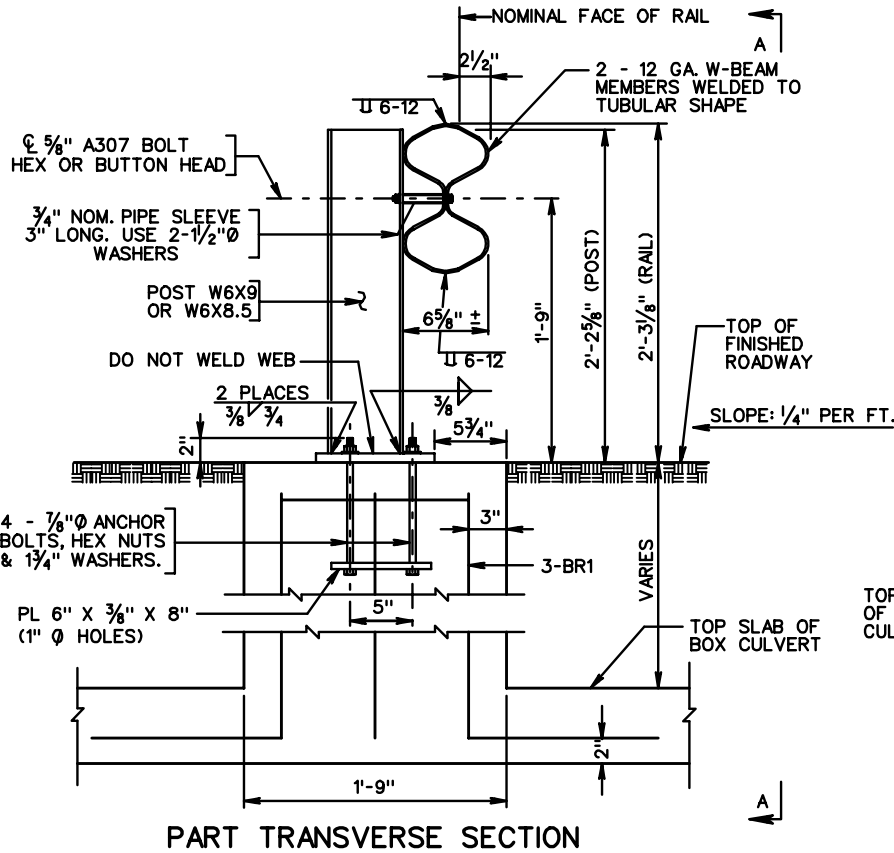 NOMINAL FACE OF RAIL
A
2½"
2 - 12 GA. W-BEAM
MEMBERS WELDED TO
TUBULAR SHAPE
6-12
℄ ⅝" A307 BOLT
HEX OR BUTTON HEAD
¾" NOM. PIPE SLEEVE
3" LONG. USE 2-1½"Ø
WASHERS
POST W6X9
OR W6X8.5
6⅝" ±
1'-9"
2'-2⅝" (POST)
2'-3⅛" (RAIL)
TOP OF
FINISHED
ROADWAY
DO NOT WELD WEB
6-12
2 PLACES
⅜ ¾
⅜
5¾"
SLOPE: ¼" PER FT.
2"
4 - ⅞"Ø ANCHOR
BOLTS, HEX NUTS
& 1¾" WASHERS.
3"
3-BR1
VARIES
PL 6" X ⅜" X 8"
(1" Ø HOLES)
5"
TOP SLAB OF
BOX CULVERT
TOP
OF
CUL
2"
1'-9"
A
PART TRANSVERSE SECTION